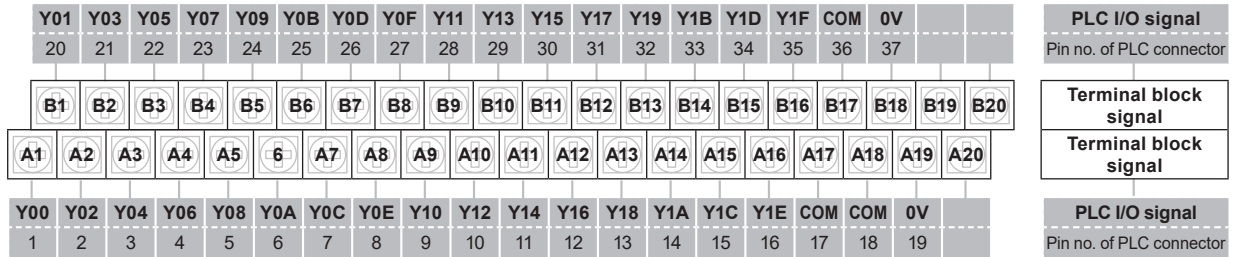 Y01 Y03 Y05 Y07 Y09 Y0B Y0D Y0F Y11 Y13 Y15 Y17 Y19 Y1B Y1D Y1F COM 0V PLC I/O signal
20 21 22 23 24 25 26 27 28 29 30 31 32 33 34 35 36 37 Pin no. of PLC connector
B1 B2 B3 B4 B5 B6 B7 B8 B9 B10 B11 B12 B13 B14 B15 B16 B17 B18 B19 B20 Terminal block
signal
A1 A2 A3 A4 A5 6 A7 A8 A9 A10 A11 A12 A13 A14 A15 A16 A17 A18 A19 A20 Terminal block
signal
Y00 Y02 Y04 Y06 Y08 Y0A Y0C Y0E Y10 Y12 Y14 Y16 Y18 Y1A Y1C Y1E COM COM 0V PLC I/O signal
1 2 3 4 5 6 7 8 9 10 11 12 13 14 15 16 17 18 19 Pin no. of PLC connector